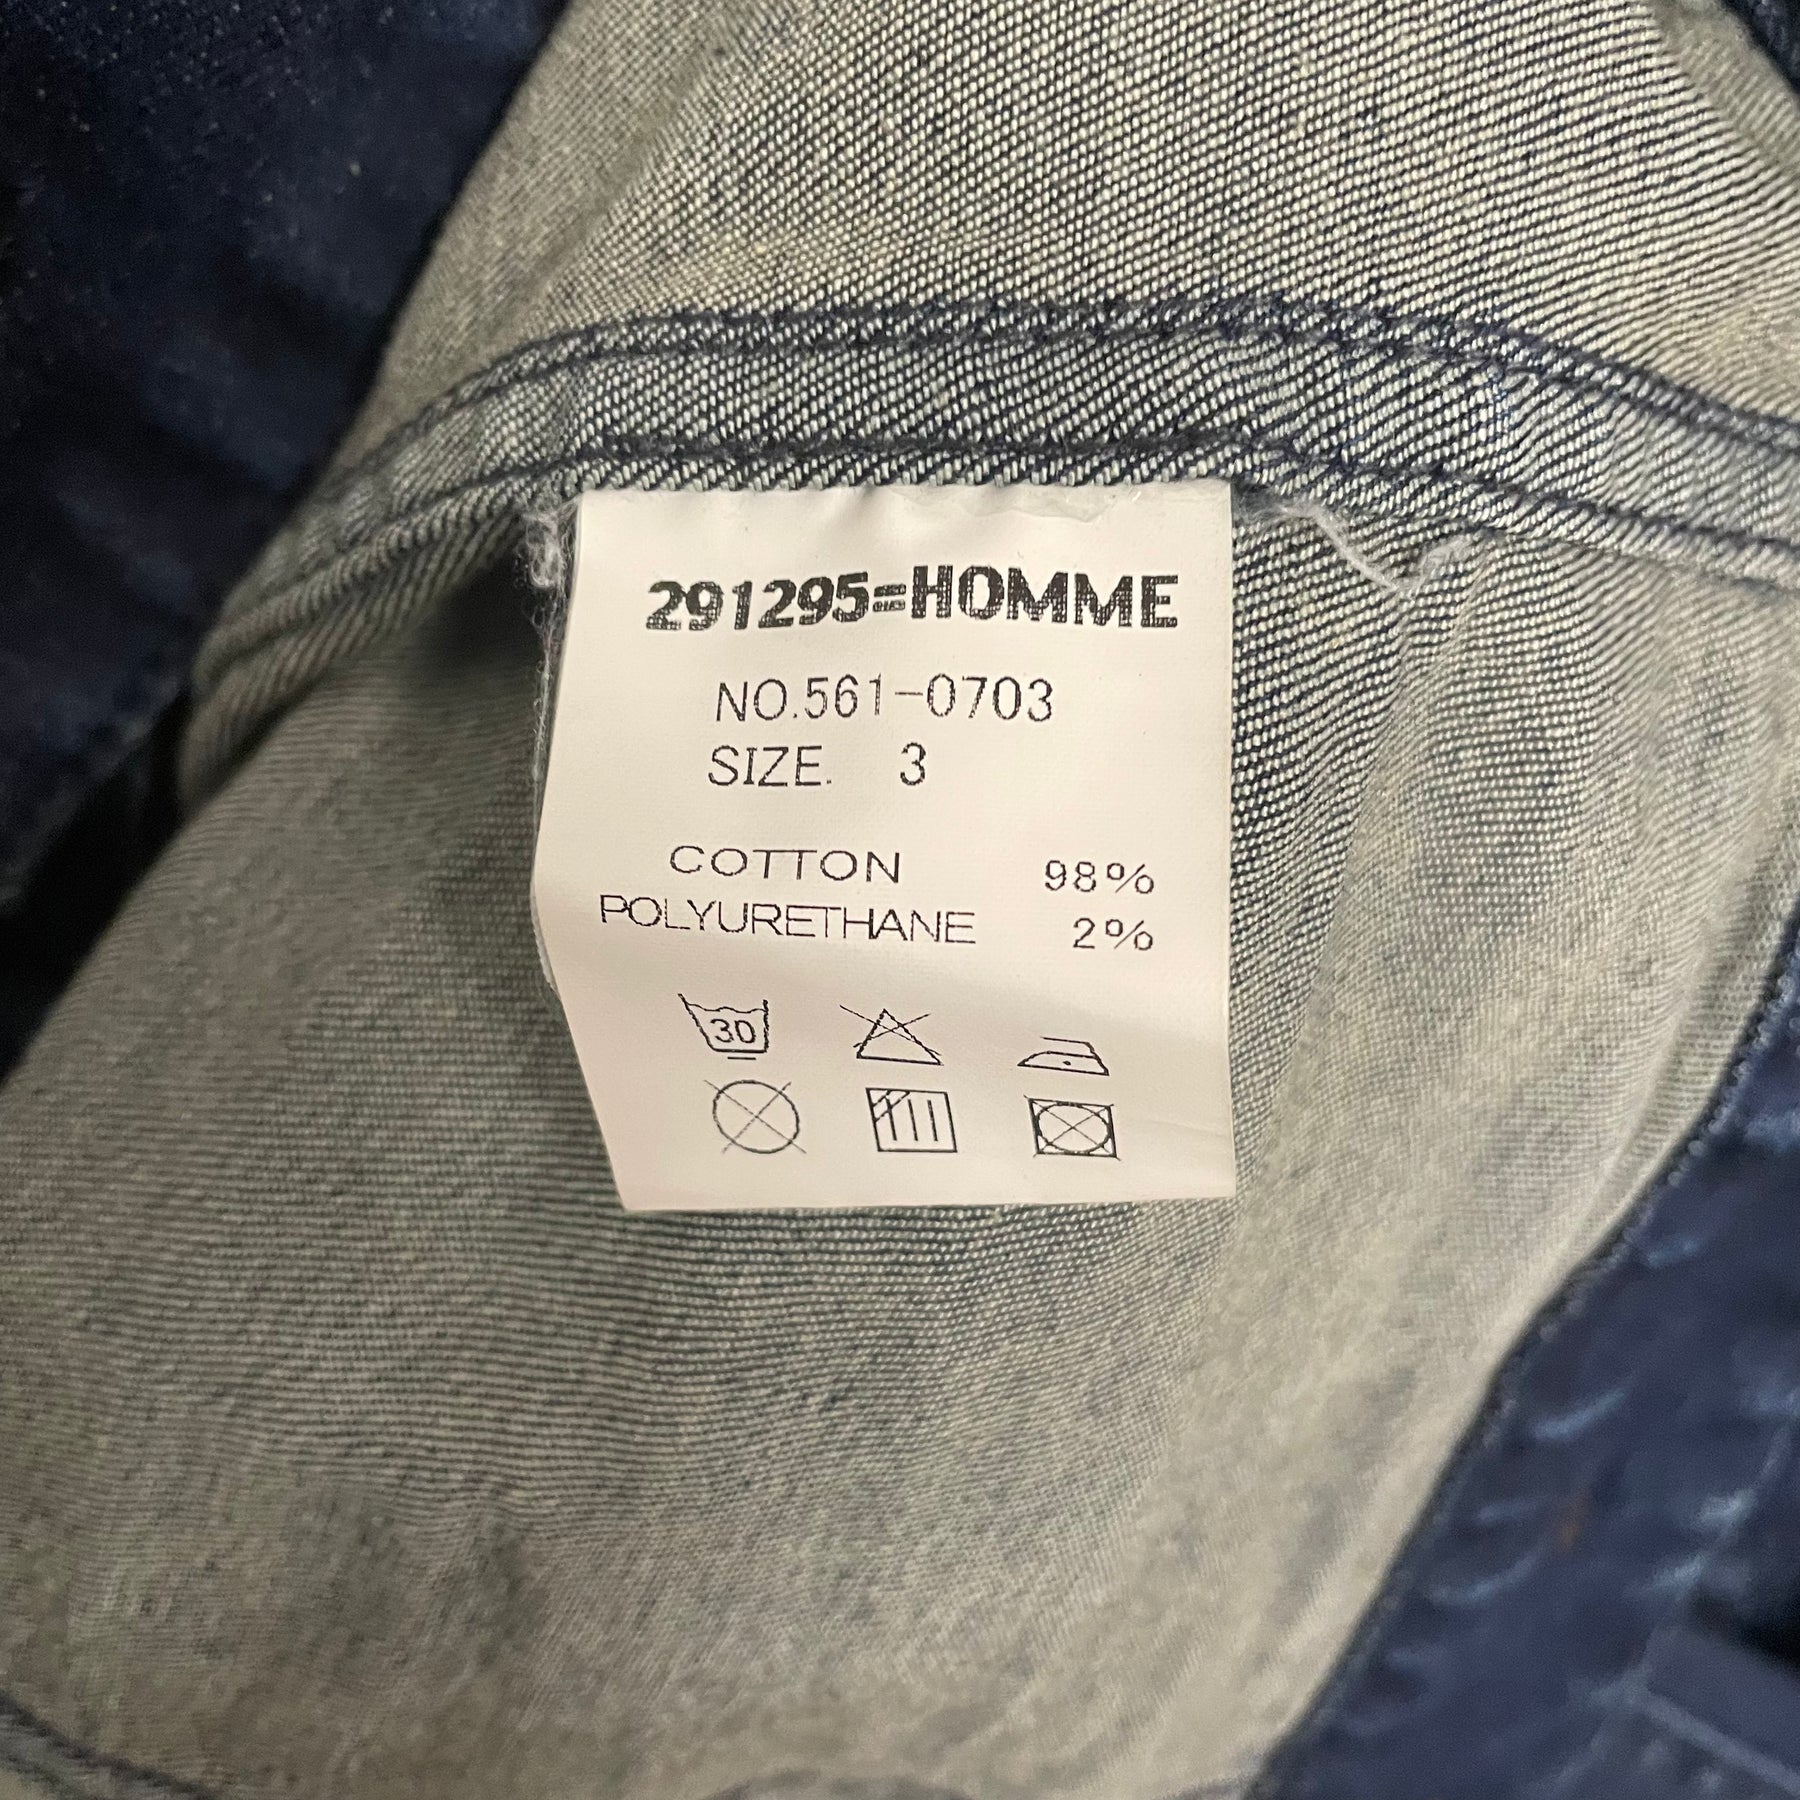 291295=HOMME
NO.561-0703
SIZE. 3
COTTON 98%
POLYURETHANE 2%
30